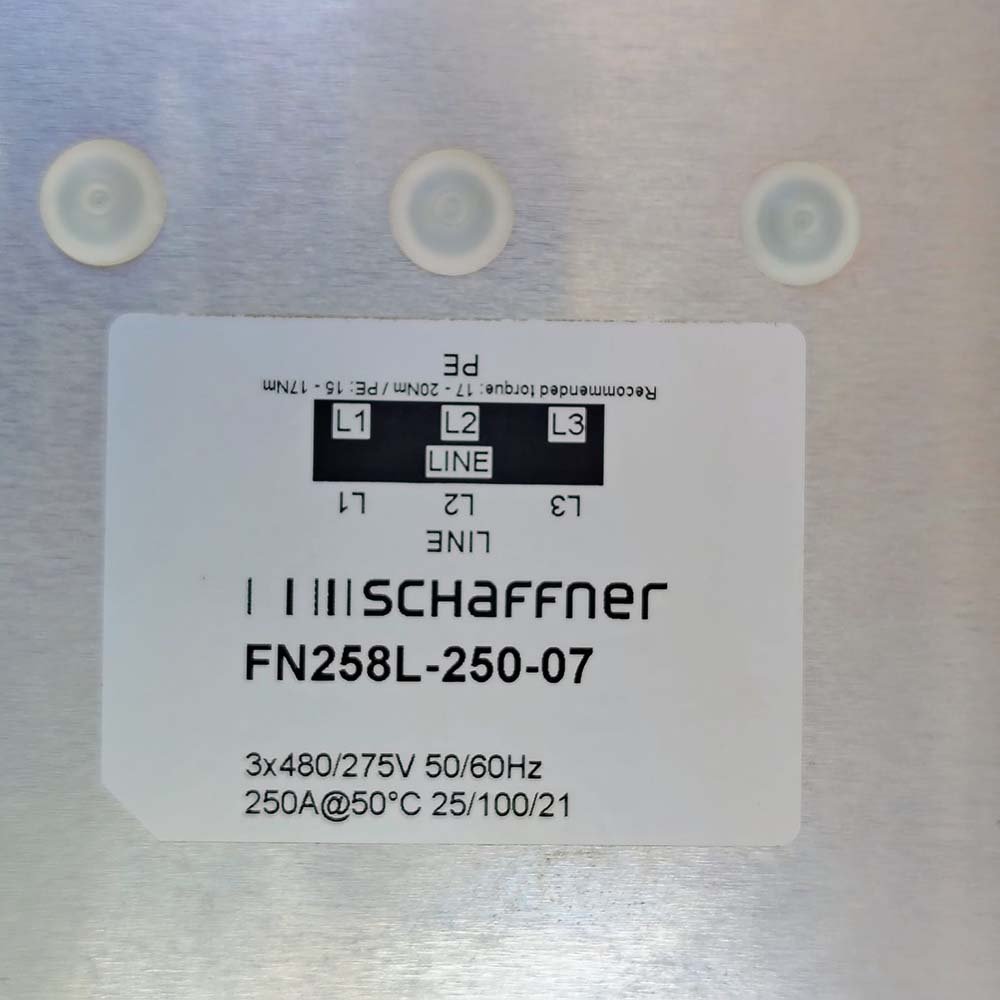 PE
Recommended torque: 17 - 20Nm / PE: 15 - 17Nm
L1 L2 L3
LINE
L1 L2 L3
LINE
SCHaFFner
FN258L-250-07
3x480/275V 50/60Hz
250A@50°C 25/100/21